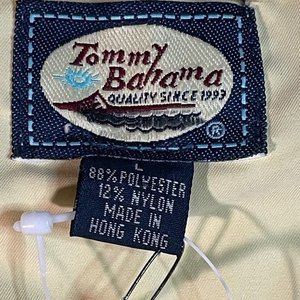 Tommy
Bahama
QUALITY SINCE 1993
®
L
88% POLYESTER
12% NYLON
MADE IN
HONG KONG